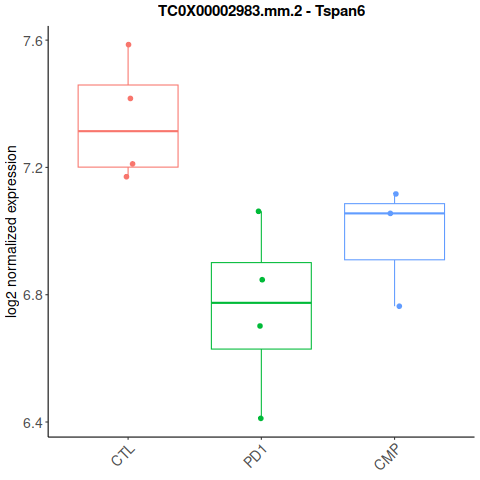 TC0X00002983.mm.2 - Tspan6
log2 normalized expression
7.6
7.2
6.8
6.4
CTL
PD1
CMP